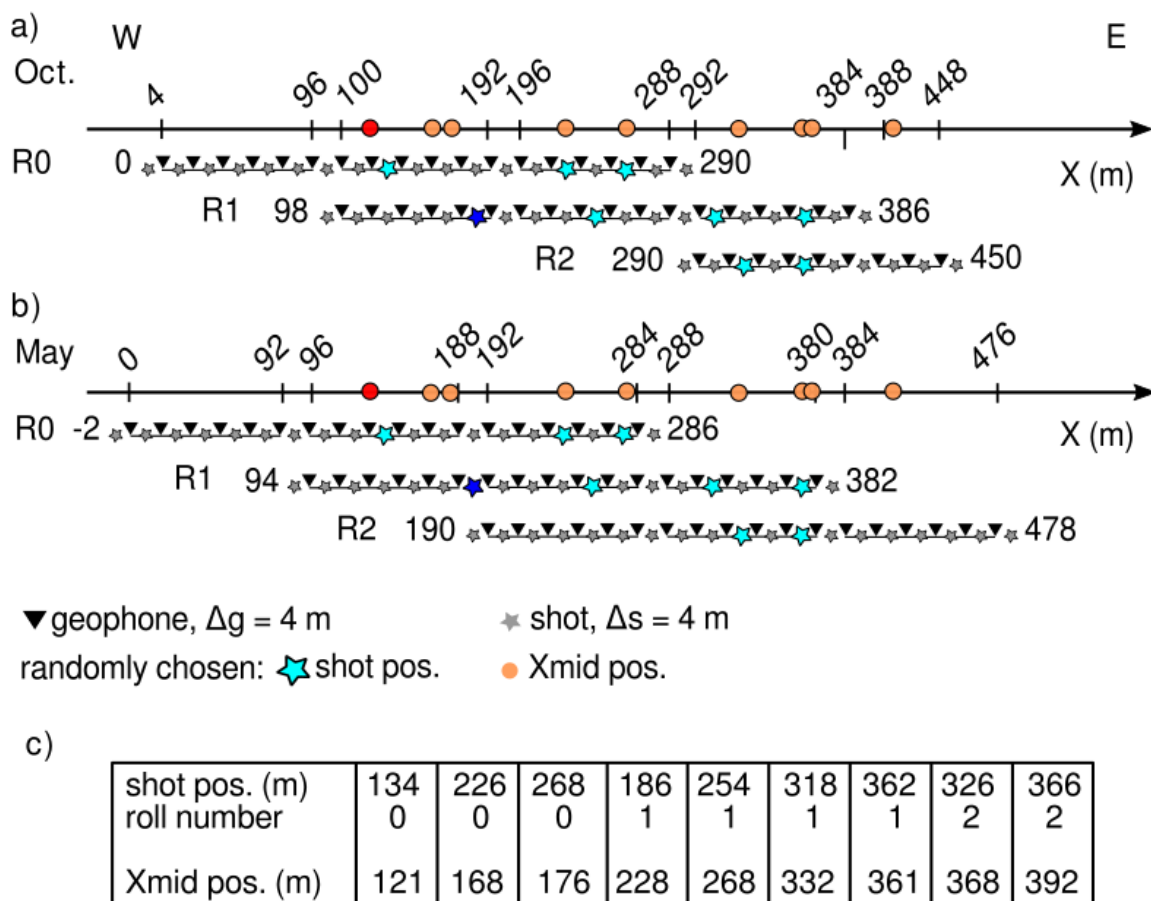 a)
W
E
Oct.
4
96
100
192
196
288
292
384
388
448
R0 0 290
X (m)
R1 98 386
R2 290 450
b)
May
0
92
96
188
192
284
288
380
384
476
R0 -2 286
X (m)
R1 94 382
R2 190 478
geophone, Δg = 4 m
shot, Δs = 4 m
randomly chosen: shot pos.
Xmid pos.
c)
shot pos. (m) 134 226 268 186 254 318 362 326 366
roll number 0 0 0 1 1 1 1 2 2
Xmid pos. (m) 121 168 176 228 268 332 361 368 392